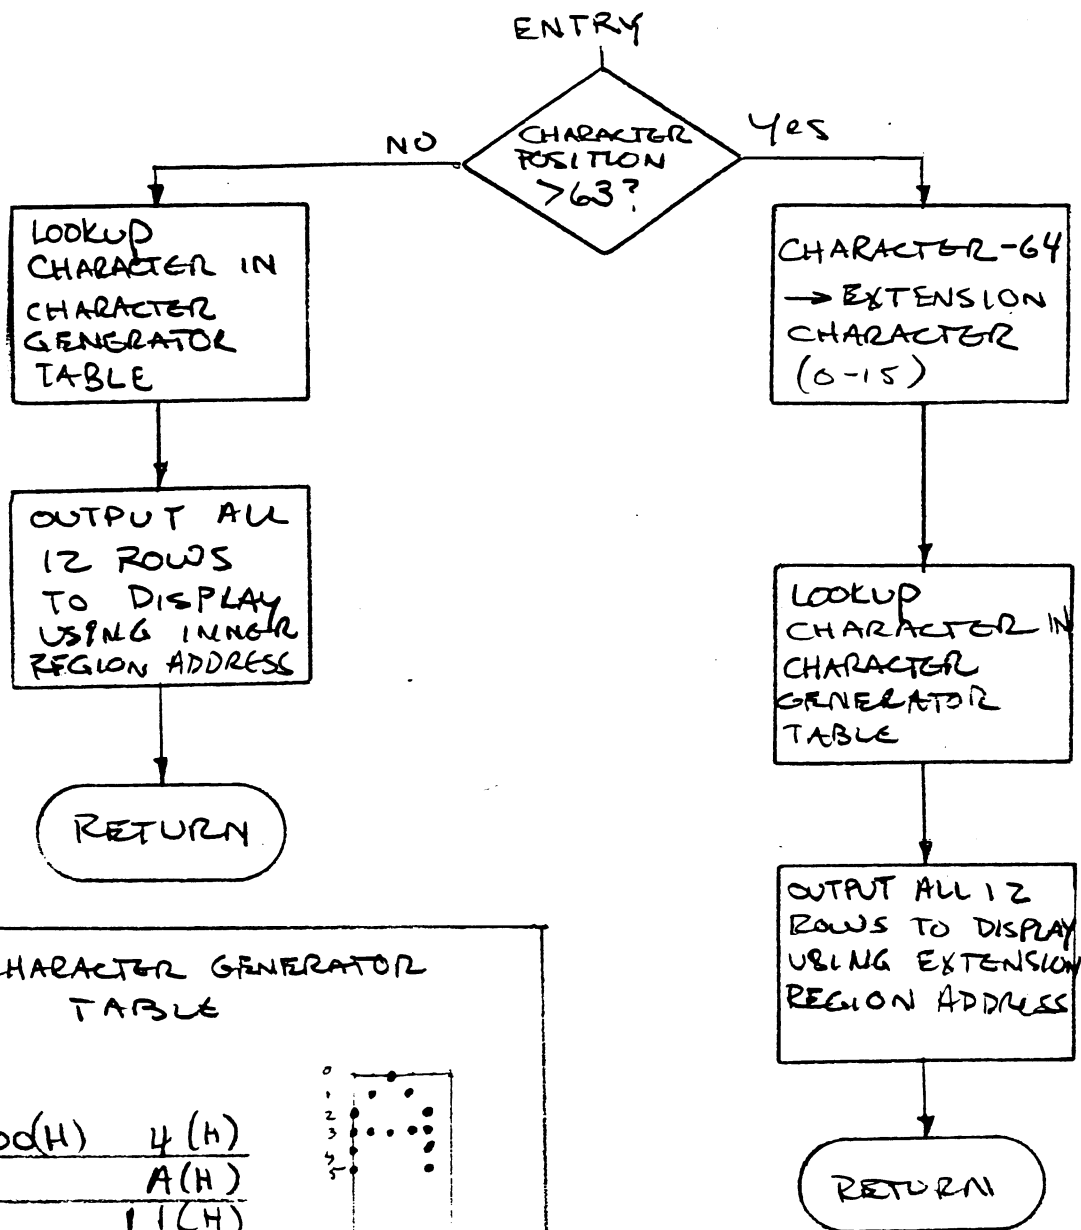 ENTRY
CHARACTER
POSITION
>63?
NO
Yes
LOOKUP
CHARACTER IN
CHARACTER
GENERATOR
TABLE
OUTPUT ALL
12 ROWS
TO DISPLAY
USING INNER
REGION ADDRESS
RETURN
CHARACTER-64
→ EXTENSION
CHARACTER
(0-15)
LOOKUP
CHARACTER IN
CHARACTER
GENERATOR
TABLE
OUTPUT ALL 12
ROWS TO DISPLAY
USING EXTENSION
REGION ADDRESS
RETURN
HARACTER GENERATOR
TABLE
00(H) 4(H)
A(H)
11(H)
0
1
2
3
4
5